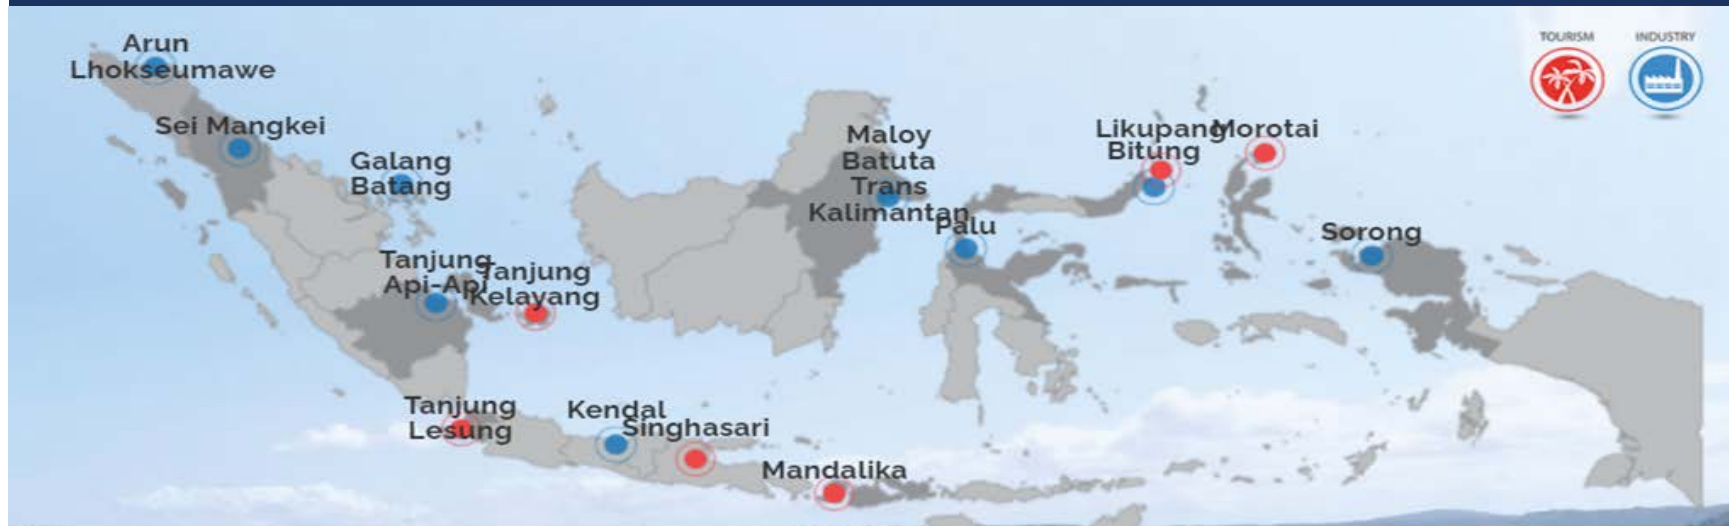 TOURISM
INDUSTRY
Arun
Lhokseumawe
Sei Mangkei
Galang
Batang
Maloy
Batuta
Trans
Kalimantan
Likupang
Bitung
Morotai
Palu
Sorong
Tanjung
Api-Api
Tanjung
Kelayang
Tanjung
Lesung
Kendal
Singhasari
Mandalika